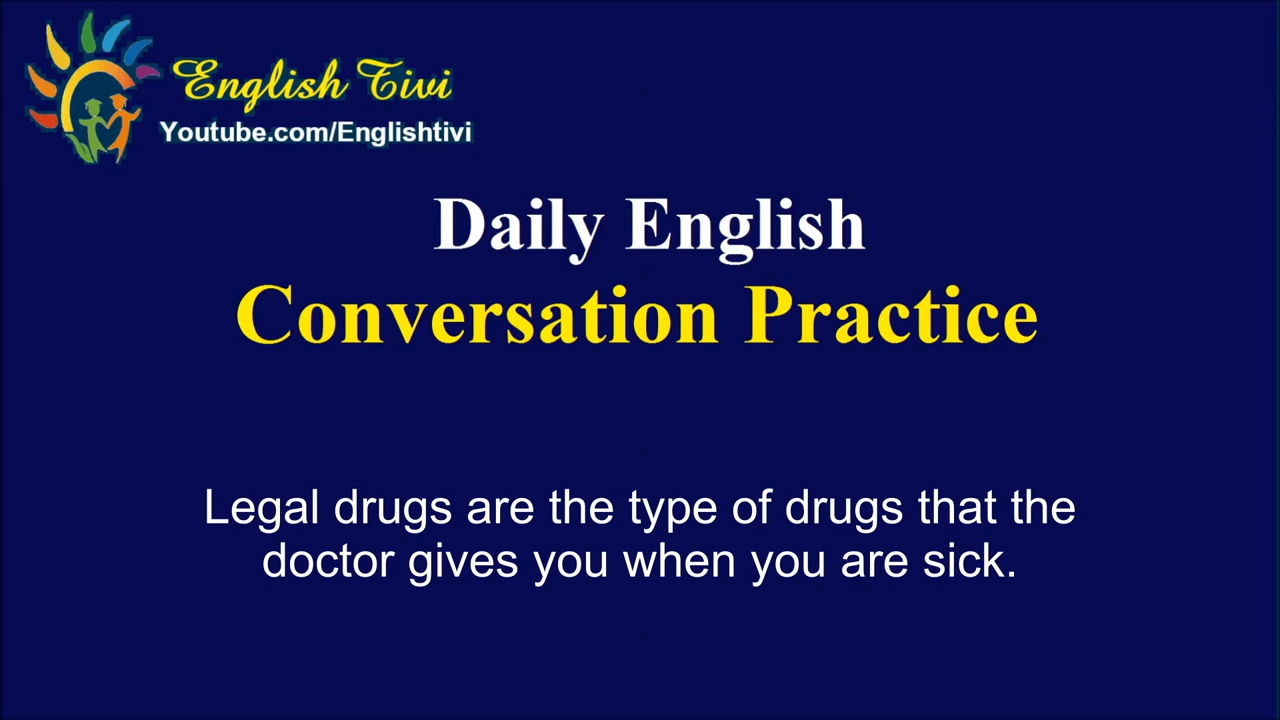 English Tivi
Youtube.com/Englishtivi
Daily English
Conversation Practice
Legal drugs are the type of drugs that the
doctor gives you when you are sick.